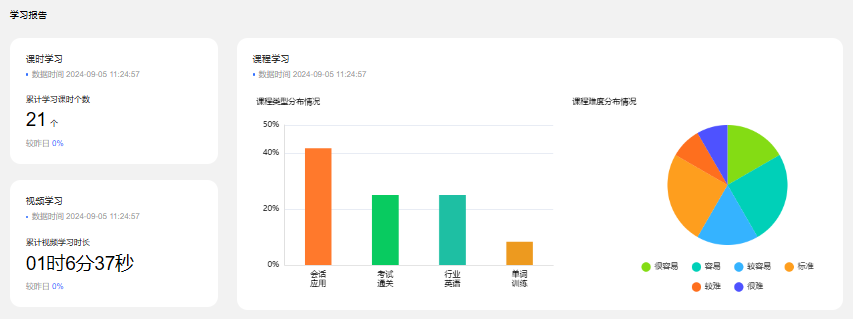 学习报告
课时学习
• 数据时间 2024-09-05 11:24:57
累计学习课时个数
21 个
较昨日 0%
视频学习
• 数据时间 2024-09-05 11:24:57
累计视频学习时长
01时6分37秒
较昨日 0%
课程学习
• 数据时间 2024-09-05 11:24:57
课程类型分布情况
50%
40%
20%
0%
会话
应用
考试
通关
行业
英语
单词
训练
课程难度分布情况
很容易 容易 较容易 标准
较难 很难